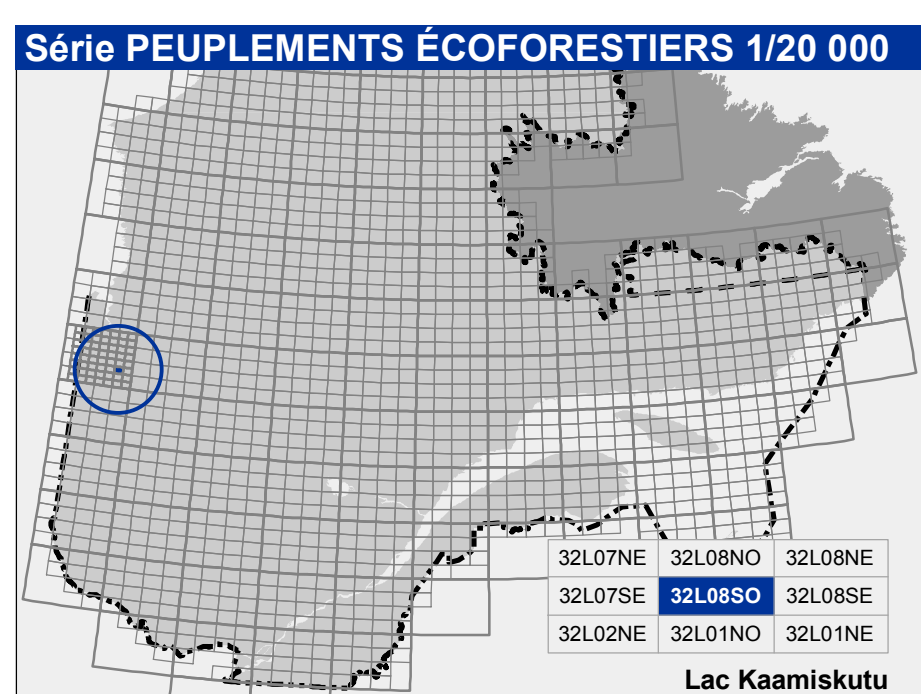 Série PEUPLEMENTS ÉCOFORESTIERS 1/20 000
32L07NE 32L08NO 32L08NE
32L07SE 32L08SO 32L08SE
32L02NE 32L01NO 32L01NE
Lac Kaamiskutu